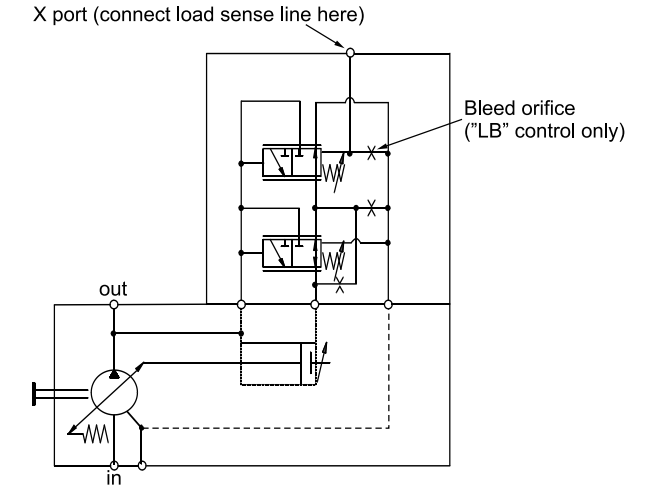 X port (connect load sense line here)
Bleed orifice
("LB" control only)
out
in